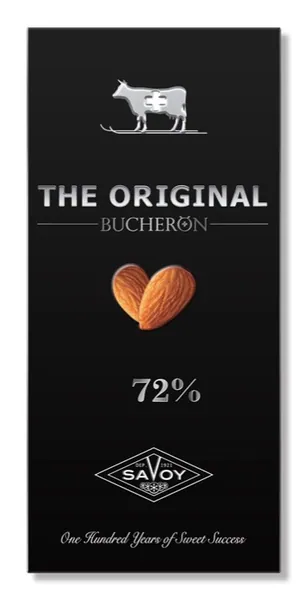 THE ORIGINAL
BUCHERON
72%
SAVOY
One Hundred Years of Sweet Success